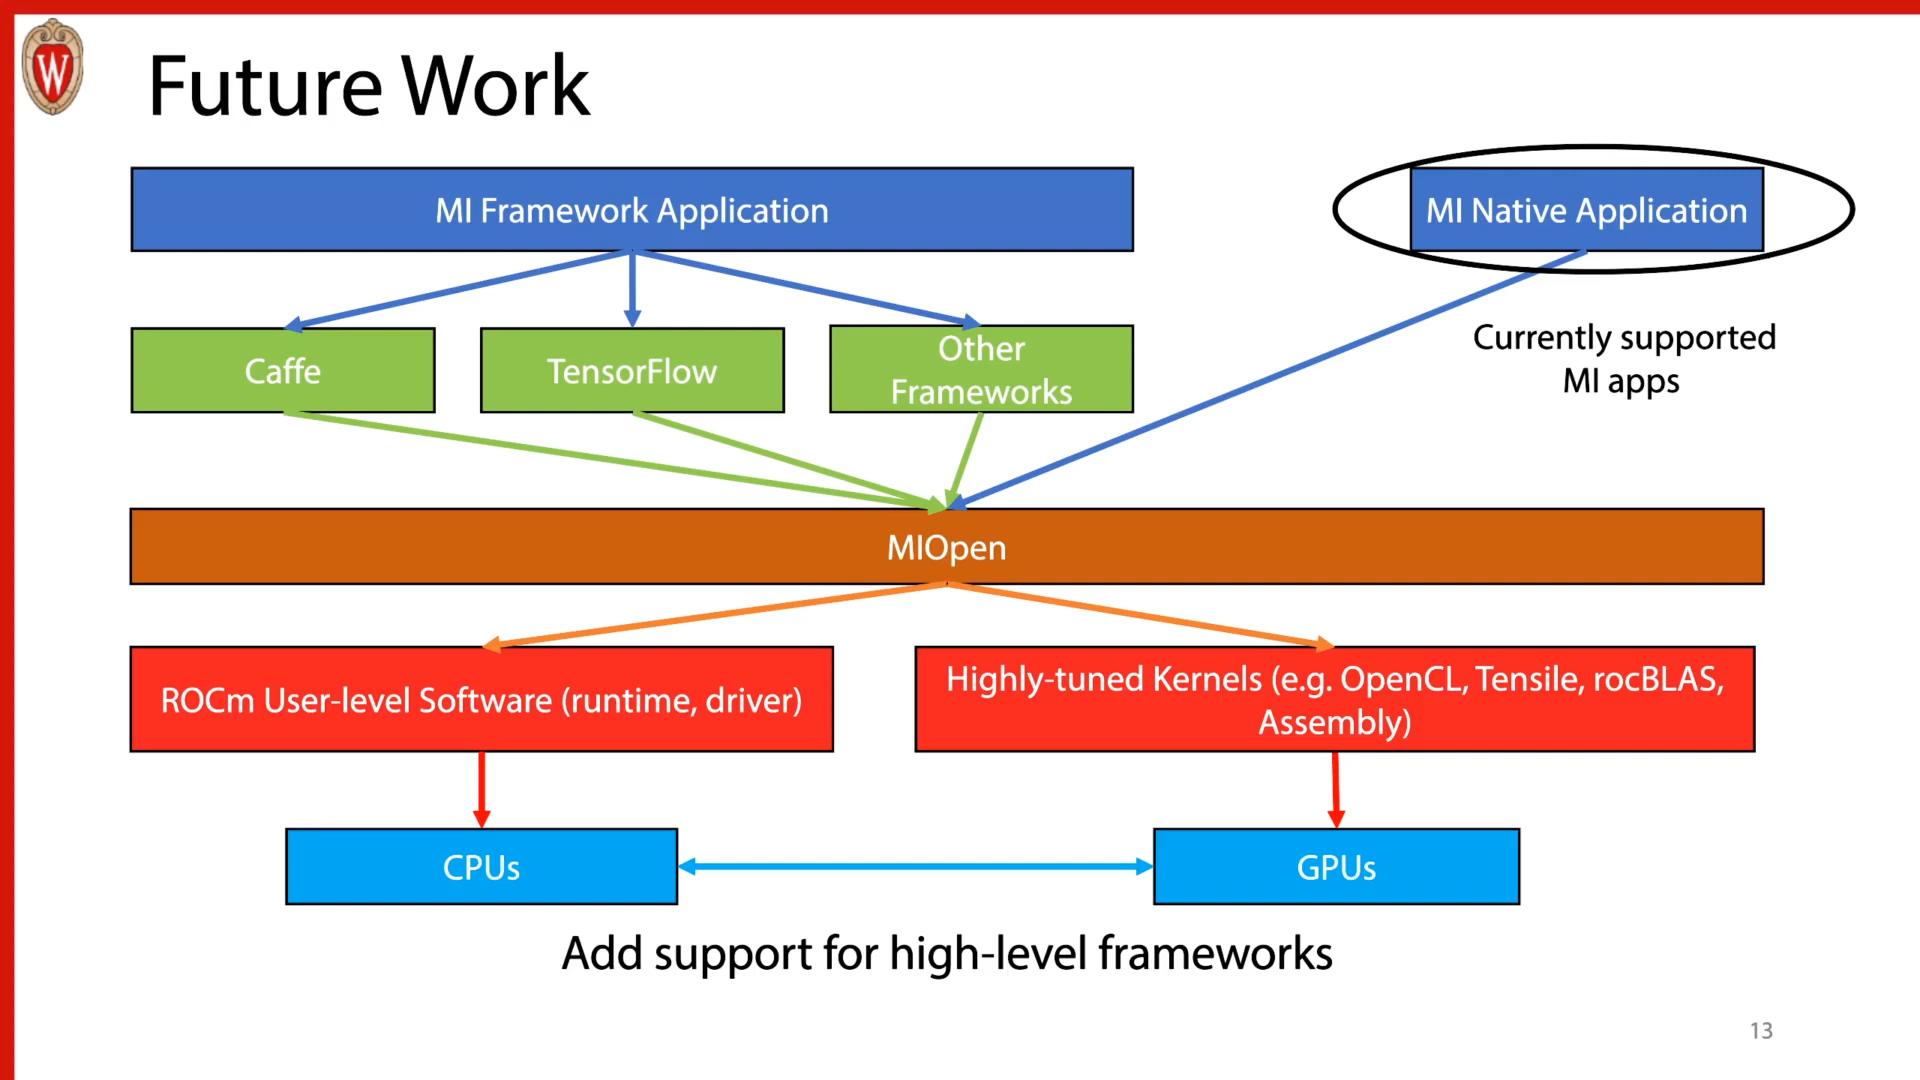 W
Future Work
MI Framework Application
MI Native Application
Currently supported
MI apps
Caffe
TensorFlow
Other
Frameworks
MIOpen
ROCm User-level Software (runtime, driver)
Highly-tuned Kernels (e.g. OpenCL, Tensile, rocBLAS,
Assembly)
CPUs
GPUs
Add support for high-level frameworks
13